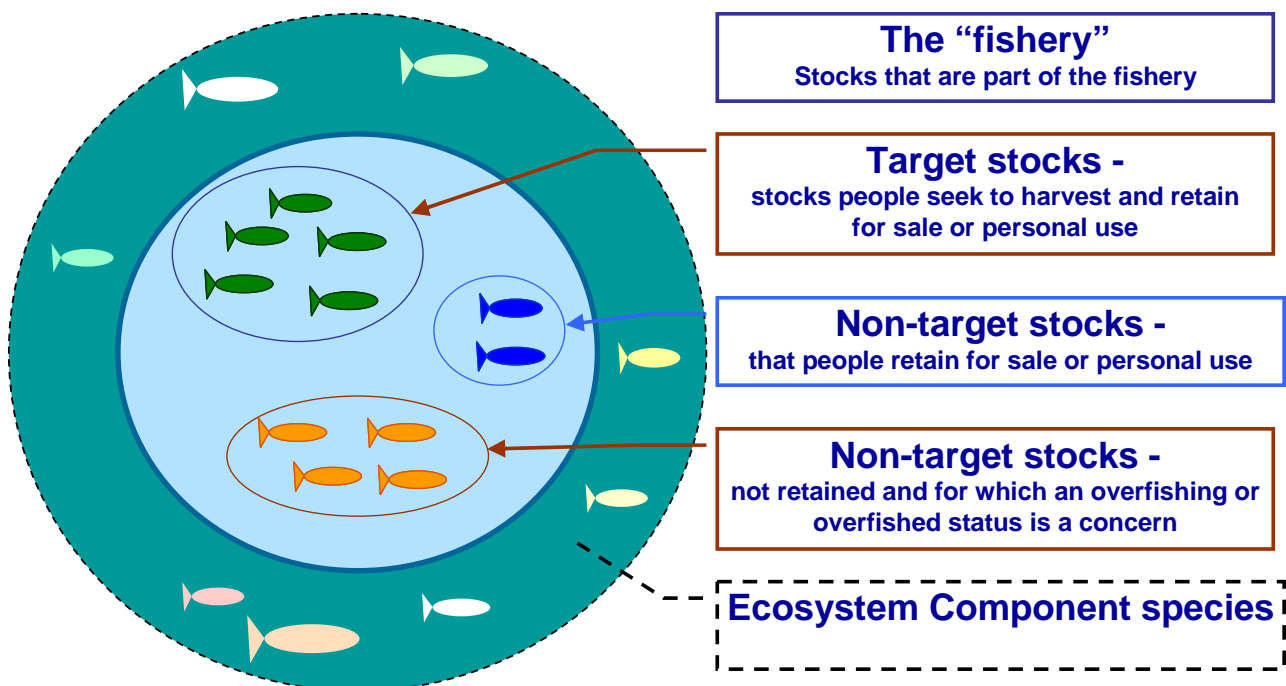 The “fishery”
Stocks that are part of the fishery
Target stocks -
stocks people seek to harvest and retain
for sale or personal use
Non-target stocks -
that people retain for sale or personal use
Non-target stocks -
not retained and for which an overfishing or
overfished status is a concern
Ecosystem Component species